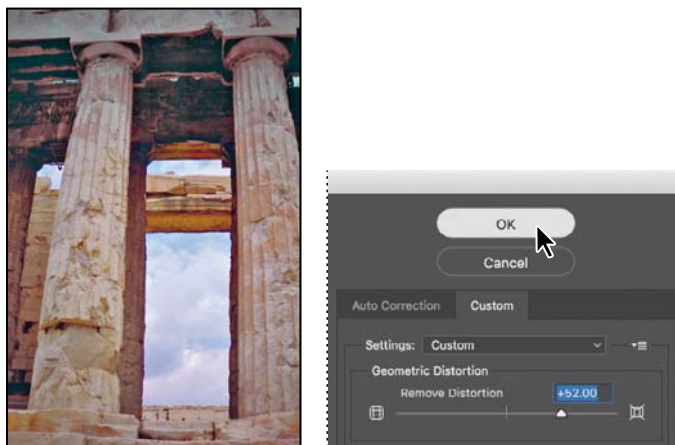 OK
Cancel
Auto Correction Custom
Settings: Custom
Geometric Distortion
Remove Distortion +52.00